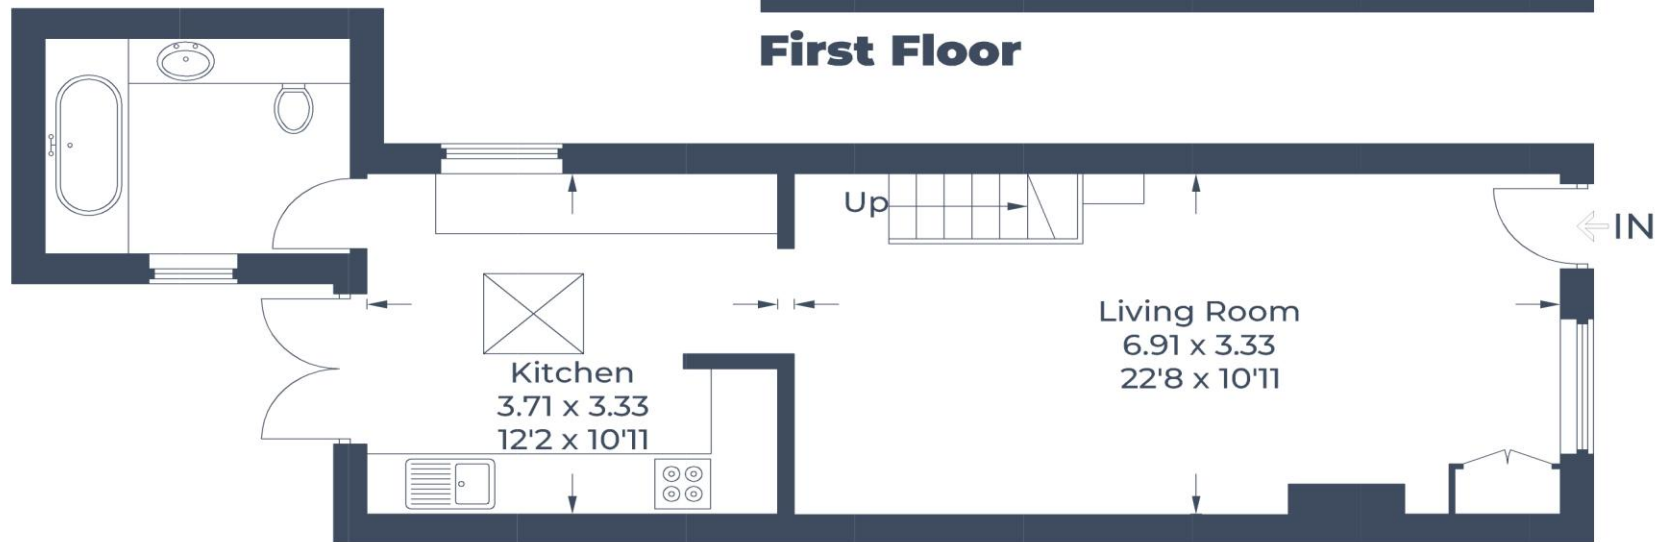 First Floor
Up
IN
Living Room
6.91 x 3.33
22'8 x 10'11
Kitchen
3.71 x 3.33
12'2 x 10'11